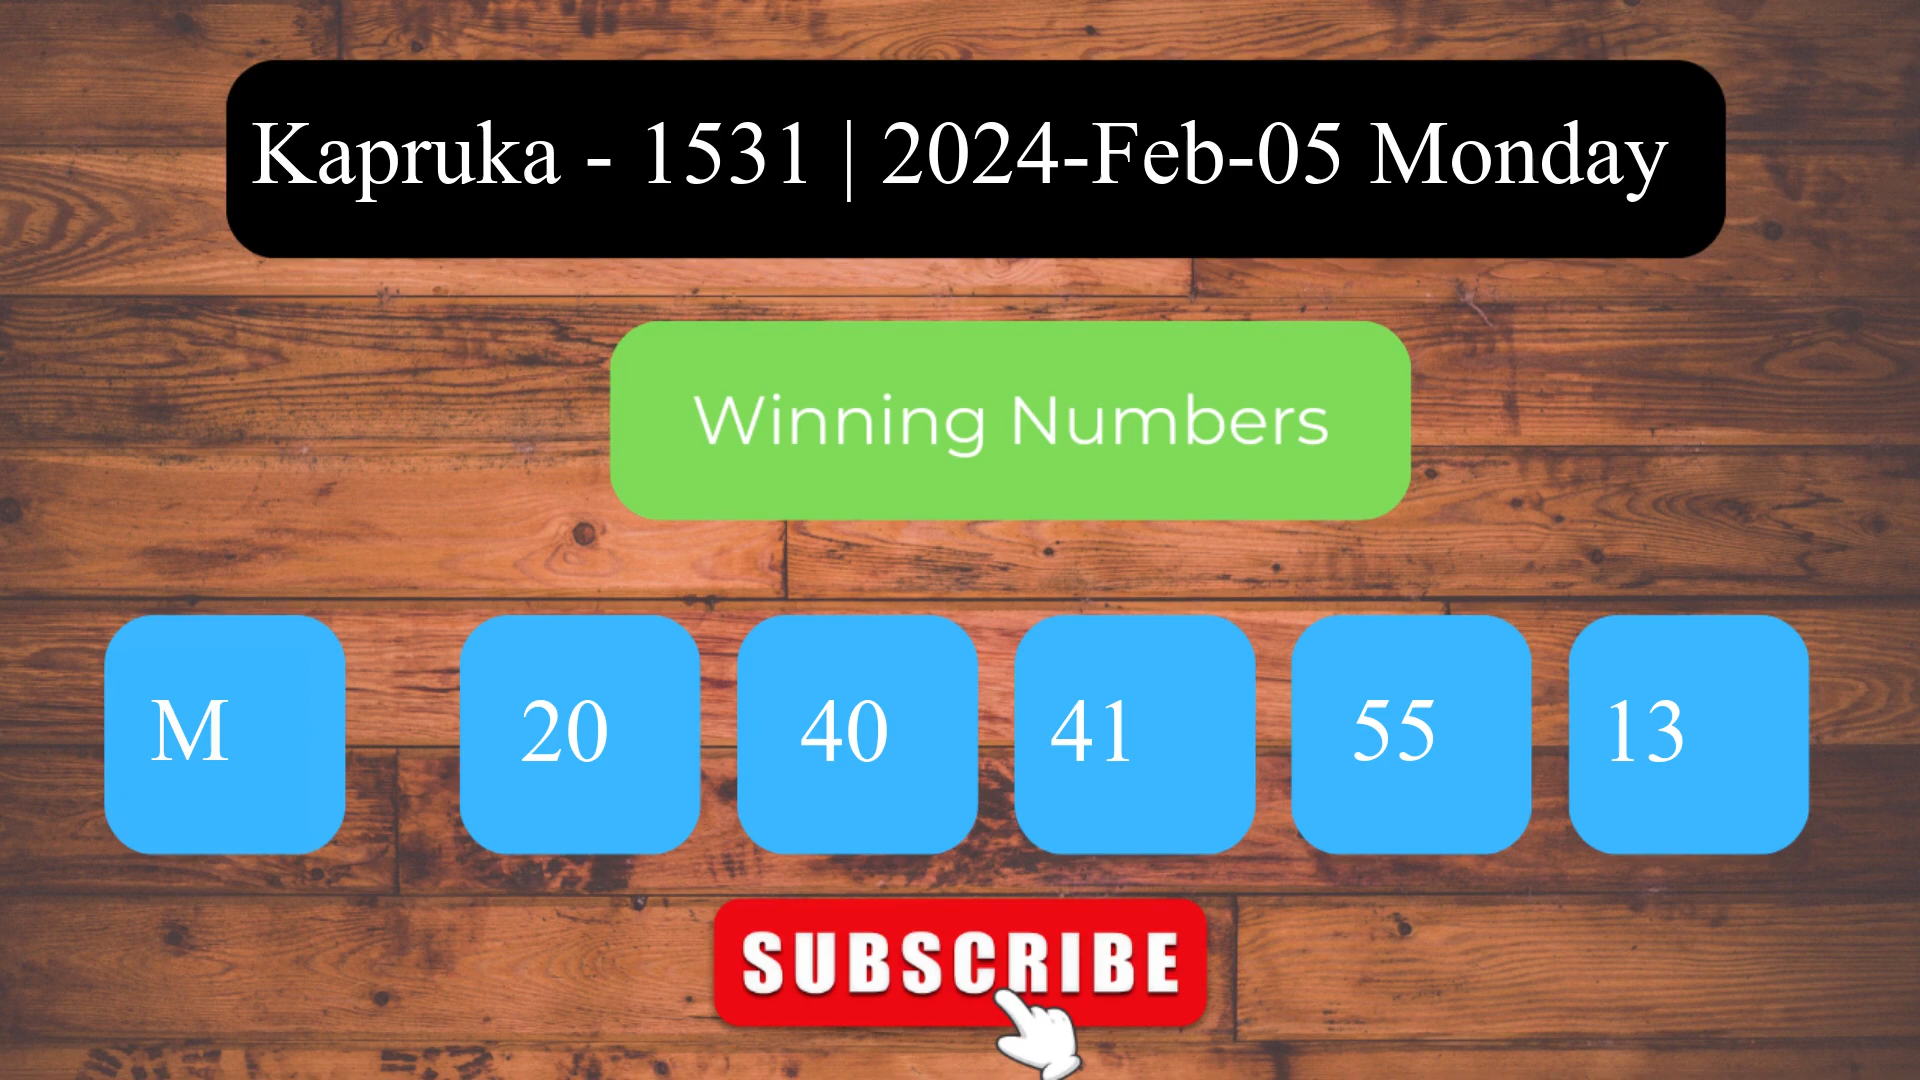 Kapruka - 1531 | 2024-Feb-05 Monday
Winning Numbers
M 20 40 41 55 13
SUBSCRIBE